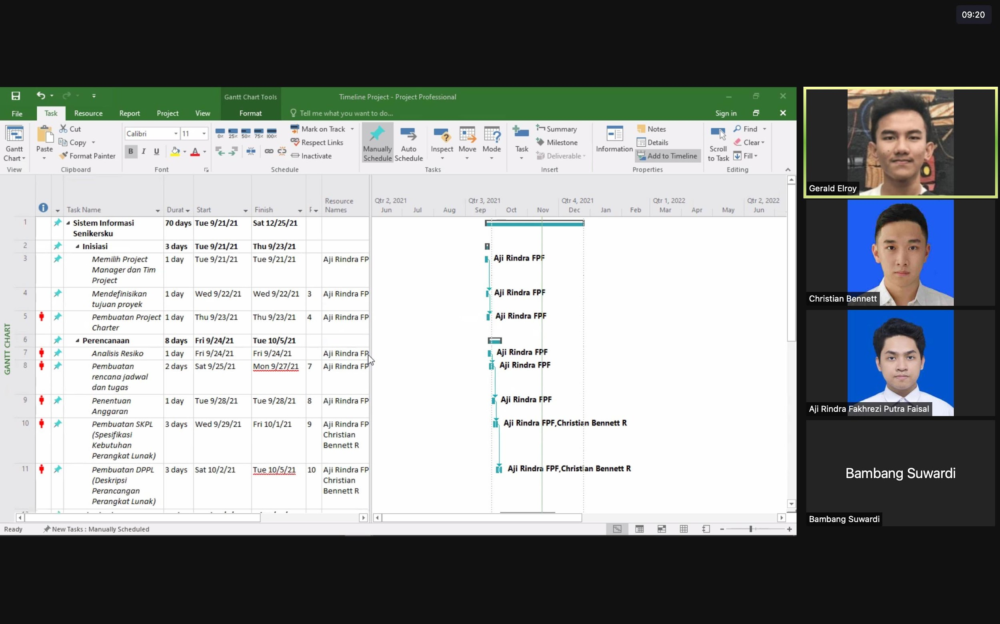 09:20
Gantt Chart Tools
Timeline Project - Project Professional
File Task Resource Report Project View Format Tell me what you want to do... Sign in
Gantt Chart
View
Paste
Cut
Copy
Format Painter
Clipboard
Calibri 11
B I U A
Font
0% 25% 50% 75% 100%
Mark on Track
Respect Links
Inactivate
Schedule
Manually Schedule
Auto Schedule
Inspect Move Mode
Tasks
Task
Summary
Milestone
Deliverable
Insert
Information
Notes
Details
Add to Timeline
Properties
Scroll to Task
Find
Clear
Fill
Editing
GANTT CHART
Task Name Durat Start Finish F Resource Names
1 Sistem Informasi Senikersku 70 days Tue 9/21/21 Sat 12/25/21
2 Inisiasi 3 days Tue 9/21/21 Thu 9/23/21
3 Memilih Project Manager dan Tim Project 1 day Tue 9/21/21 Tue 9/21/21 Aji Rindra FP
4 Mendefinisikan tujuan proyek 1 day Wed 9/22/21 Wed 9/22/21 3 Aji Rindra FP
5 Pembuatan Project Charter 1 day Thu 9/23/21 Thu 9/23/21 4 Aji Rindra FP
6 Perencanaan 8 days Fri 9/24/21 Tue 10/5/21
7 Analisis Resiko 1 day Fri 9/24/21 Fri 9/24/21 Aji Rindra FP
8 Pembuatan rencana jadwal dan tugas 2 days Sat 9/25/21 Mon 9/27/21 7 Aji Rindra FP
9 Penentuan Anggaran 1 day Tue 9/28/21 Tue 9/28/21 8 Aji Rindra FP
10 Pembuatan SKPL (Spesifikasi Kebutuhan Perangkat Lunak) 3 days Wed 9/29/21 Fri 10/1/21 9 Aji Rindra FP Christian Bennett R
11 Pembuatan DPPL (Deskripsi Perancangan Perangkat Lunak) 3 days Sat 10/2/21 Tue 10/5/21 10 Aji Rindra FP Christian Bennett R
Qtr 2, 2021 Qtr 3, 2021 Qtr 4, 2021 Qtr 1, 2022 Qtr 2, 2022
Jun Jul Aug Sep Oct Nov Dec Jan Feb Mar Apr May Jun
Aji Rindra FPF
Aji Rindra FPF
Aji Rindra FPF
Aji Rindra FPF
Aji Rindra FPF
Aji Rindra FPF
Aji Rindra FPF,Christian Bennett R
Aji Rindra FPF,Christian Bennett R
Ready New Tasks : Manually Scheduled
Gerald Elroy
Christian Bennett
Aji Rindra Fakhrezi Putra Faisal
Bambang Suwardi
Bambang Suwardi